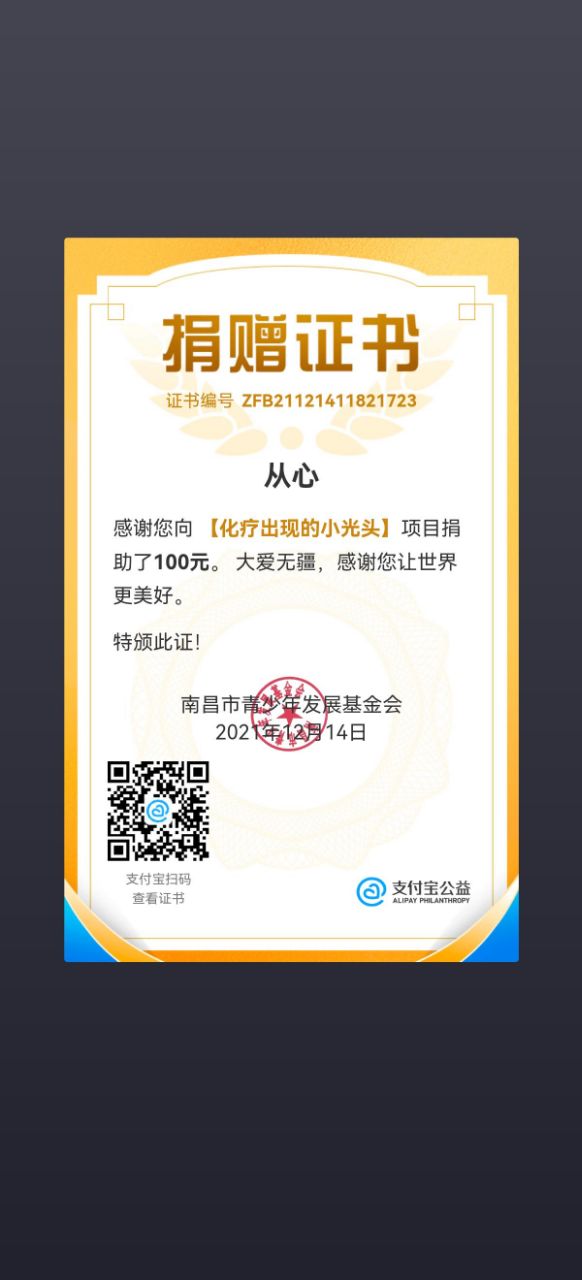 捐赠证书
证书编号 ZFB21121411821723
从心
感谢您向 【化疗出现的小光头】项目捐
助了100元。 大爱无疆，感谢您让世界
更美好。
特颁此证！
南昌市青少年发展基金会
2021年12月14日
支付宝扫码
查看证书
支付宝公益
ALIPAY PHILANTHROPY